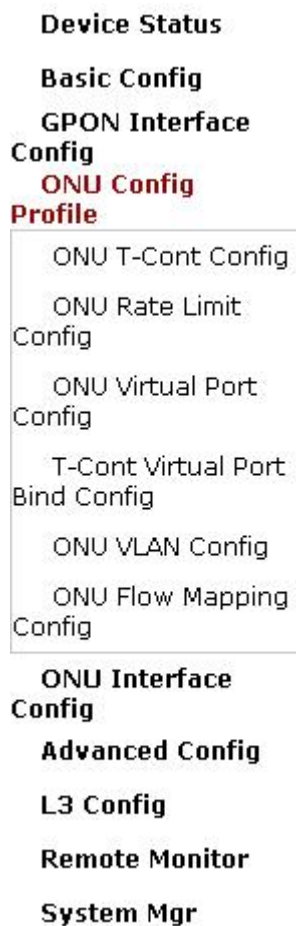 Device Status
Basic Config
GPON Interface
Config
ONU Config
Profile
ONU T-Cont Config
ONU Rate Limit
Config
ONU Virtual Port
Config
T-Cont Virtual Port
Bind Config
ONU VLAN Config
ONU Flow Mapping
Config
ONU Interface
Config
Advanced Config
L3 Config
Remote Monitor
System Mgr